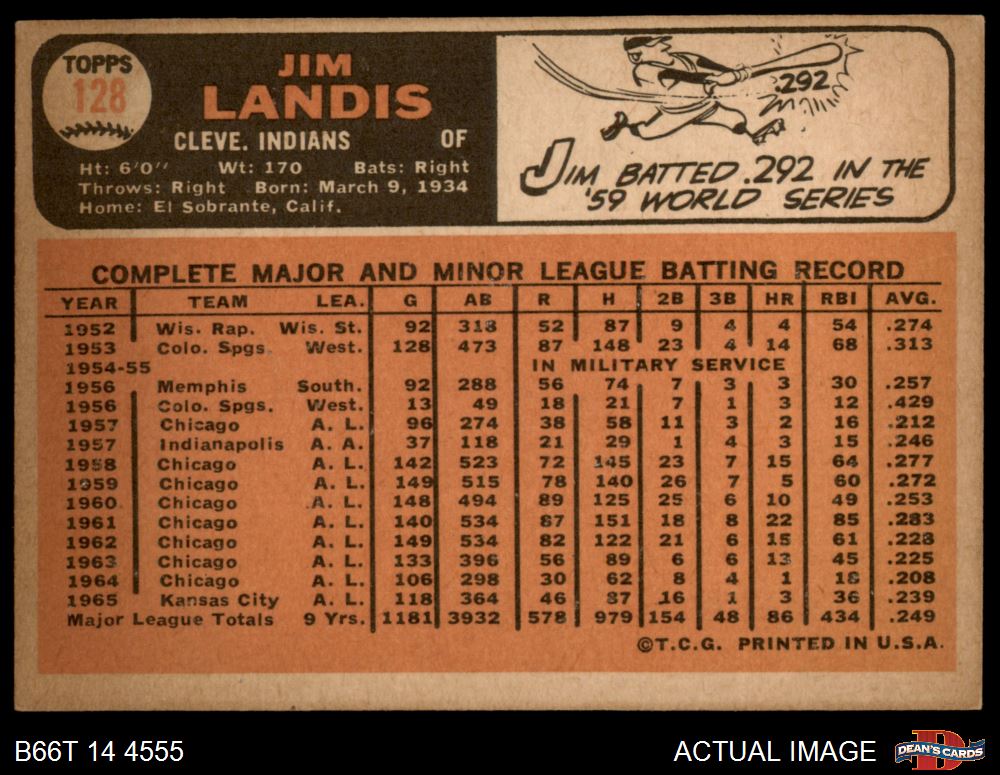 TOPPS
128
JIM
LANDIS
CLEVE. INDIANS OF
Ht: 6'0" Wt: 170 Bats: Right
Throws: Right Born: March 9, 1934
Home: El Sobrante, Calif.
.292
JIM BATTED .292 IN THE
'59 WORLD SERIES
COMPLETE MAJOR AND MINOR LEAGUE BATTING RECORD
YEAR TEAM LEA. G AB R H 2B 3B HR RBI AVG.
1952 Wis. Rap. Wis. St. 92 318 52 87 9 4 4 54 .274
1953 Colo. Spgs. West. 128 473 87 148 23 4 14 68 .313
1954-55 IN MILITARY SERVICE
1956 Memphis South. 92 288 56 74 7 3 3 30 .257
1956 Colo. Spgs. West. 13 49 18 21 7 1 3 12 .429
1957 Chicago A. L. 96 274 38 58 11 3 2 16 .212
1957 Indianapolis A. A. 37 118 21 29 1 4 3 15 .246
1958 Chicago A. L. 142 523 72 145 23 7 15 64 .277
1959 Chicago A. L. 149 515 78 140 26 7 5 60 .272
1960 Chicago A. L. 148 494 89 125 25 6 10 49 .253
1961 Chicago A. L. 140 534 87 151 18 8 22 85 .283
1962 Chicago A. L. 149 534 82 122 21 6 15 61 .228
1963 Chicago A. L. 133 396 56 89 6 6 13 45 .225
1964 Chicago A. L. 106 298 30 62 8 4 1 18 .208
1965 Kansas City A. L. 118 364 46 87 16 1 3 36 .239
Major League Totals 9 Yrs. 1181 3932 578 979 154 48 86 434 .249
©T.C.G. PRINTED IN U.S.A.
B66T 14 4555 ACTUAL IMAGE DEAN'S CARDS